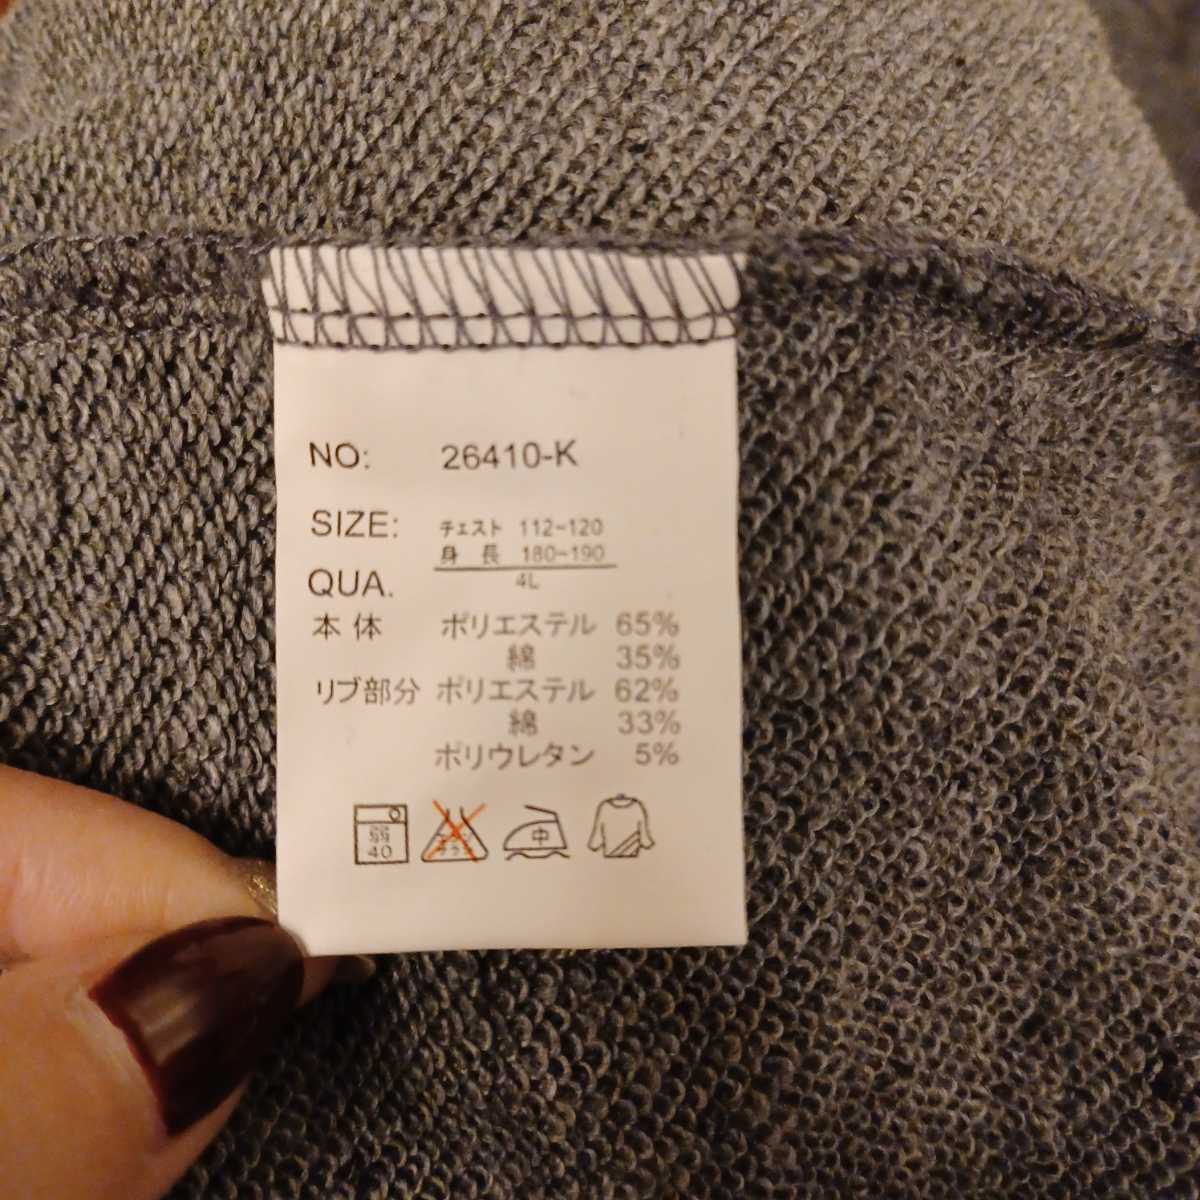 NO: 26410-K
SIZE: チェスト 112-120
身 長 180-190
4L
QUA.
本 体 ポリエステル 65%
綿 35%
リブ部分 ポリエステル 62%
綿 33%
ポリウレタン 5%
弱
40
中